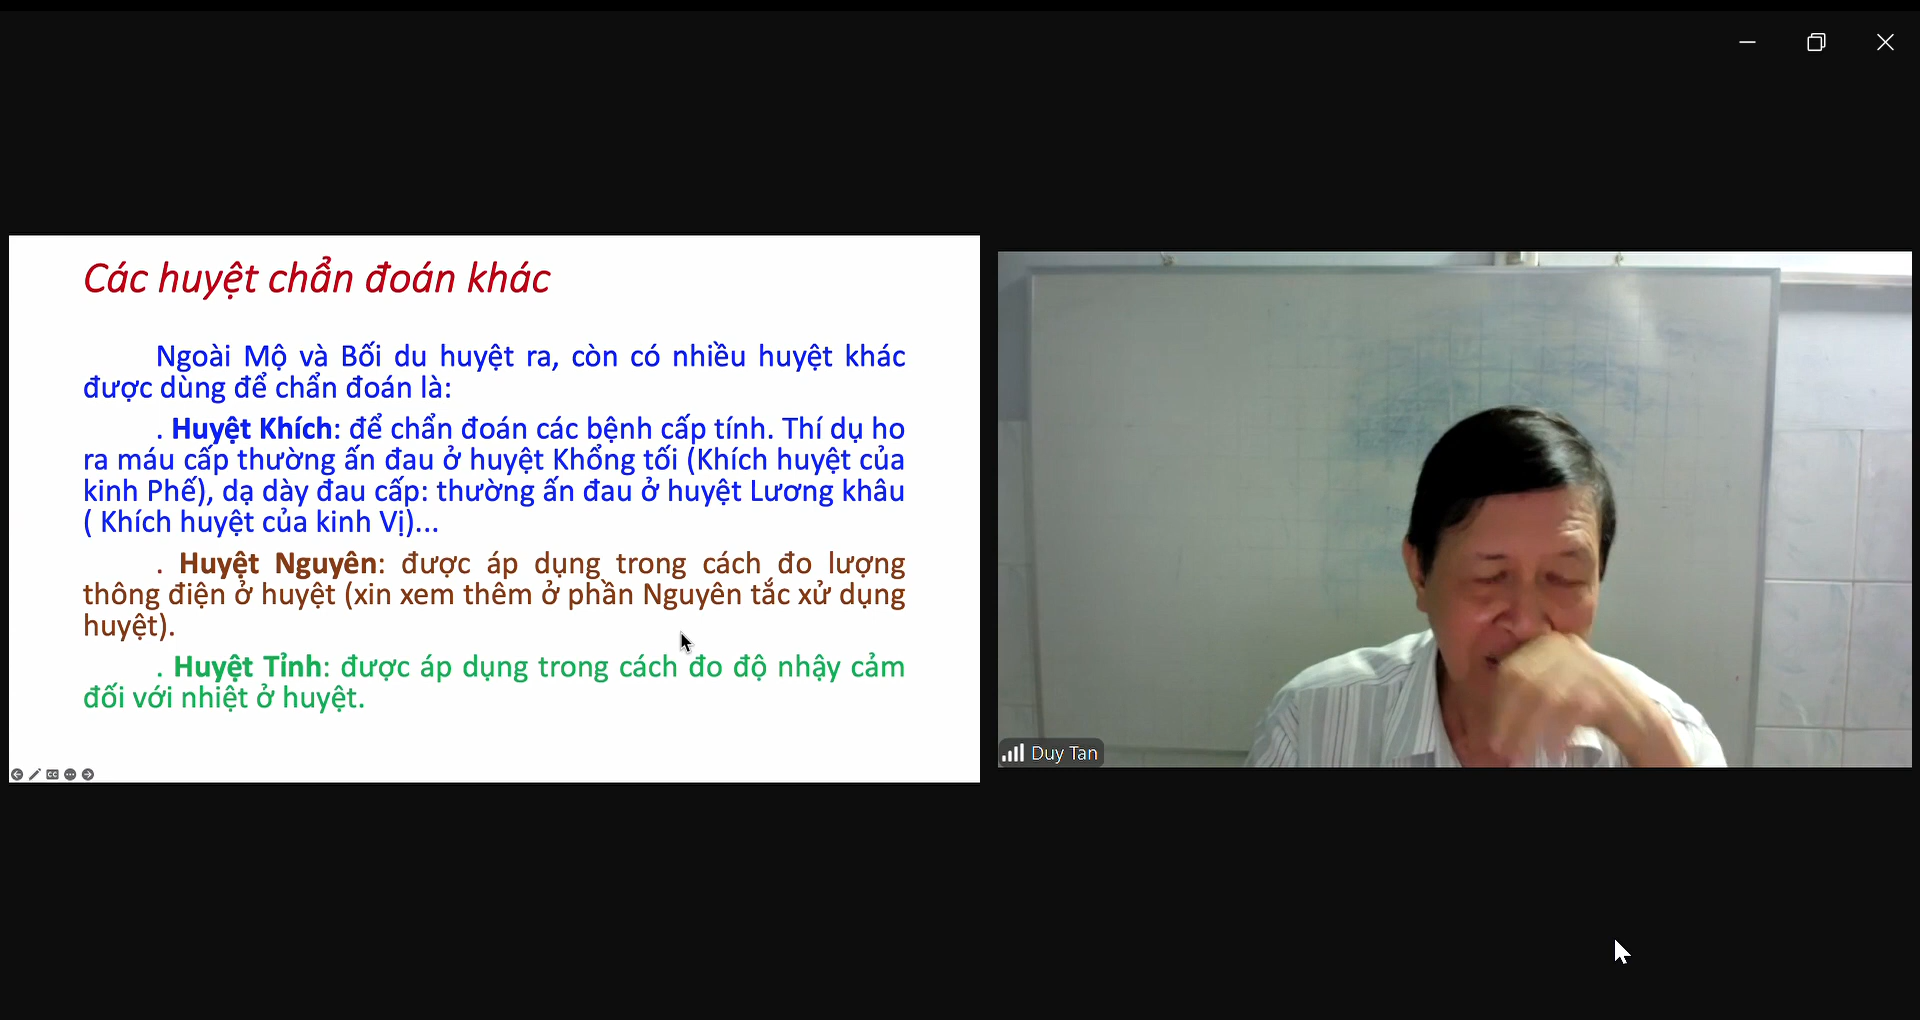 Các huyệt chẩn đoán khác
Ngoài Mộ và Bối du huyệt ra, còn có nhiều huyệt khác
được dùng để chẩn đoán là:
. Huyệt Khích: để chẩn đoán các bệnh cấp tính. Thí dụ ho
ra máu cấp thường ấn đau ở huyệt Khổng tối (Khích huyệt của
kinh Phế), dạ dày đau cấp: thường ấn đau ở huyệt Lương khâu
( Khích huyệt của kinh Vị)...
. Huyệt Nguyên: được áp dụng trong cách đo lượng
thông điện ở huyệt (xin xem thêm ở phần Nguyên tắc xử dụng
huyệt).
. Huyệt Tỉnh: được áp dụng trong cách đo độ nhậy cảm
đối với nhiệt ở huyệt.
Duy Tan